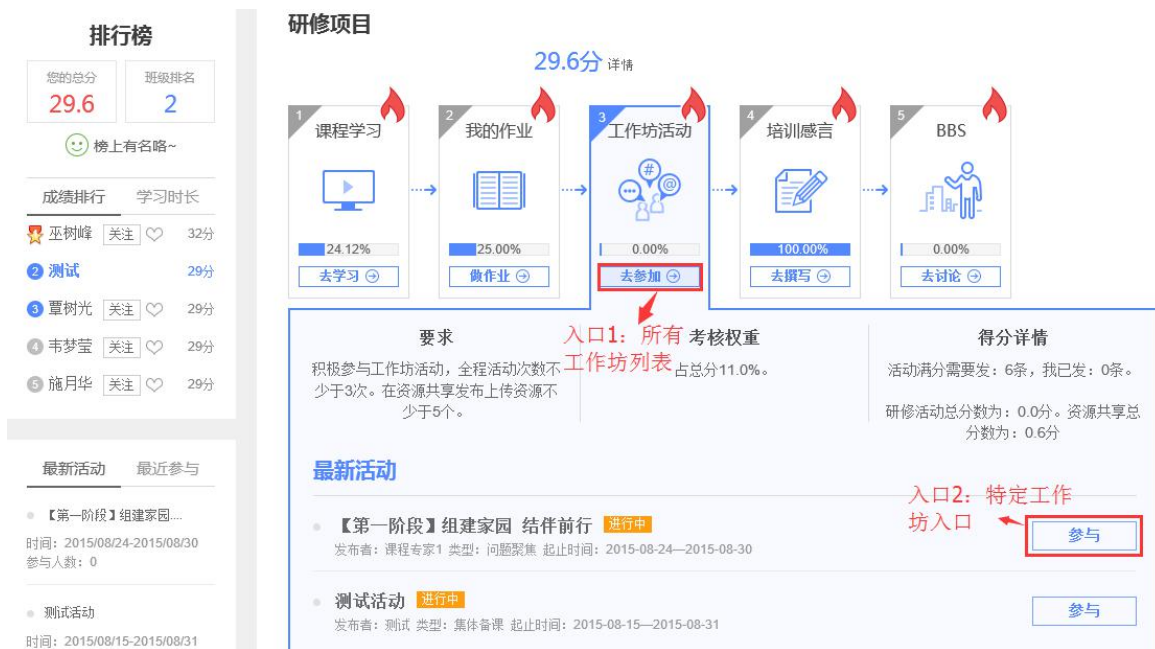 排行榜
您的总分
班级排名
29.6
2
榜上有名咯~
成绩排行
学习时长
巫树峰 关注 32分
2 测试 29分
3 覃树光 关注 29分
4 韦梦莹 关注 29分
5 施月华 关注 29分
最新活动
最近参与
【第一阶段】组建家园....
时间：2015/08/24-2015/08/30
参与人数：0
测试活动
时间：2015/08/15-2015/08/31
研修项目
29.6分 详情
1
课程学习
24.12%
去学习
2
我的作业
25.00%
做作业
3
工作坊活动
#
@
0.00%
去参加
4
培训感言
100.00%
去撰写
5
BBS
0.00%
去讨论
入口1：所有
工作坊列表
要求
积极参与工作坊活动，全程活动次数不
少于3次。在资源共享发布上传资源不
少于5个。
考核权重
占总分11.0%。
得分详情
活动满分需要发：6条，我已发：0条。
研修活动总分数为：0.0分。资源共享总
分数为：0.6分
最新活动
入口2：特定工作
坊入口
【第一阶段】组建家园 结伴前行 进行中
发布者：课程专家1 类型：问题聚焦 起止时间：2015-08-24—2015-08-30
参与
测试活动 进行中
发布者：测试 类型：集体备课 起止时间：2015-08-15—2015-08-31
参与